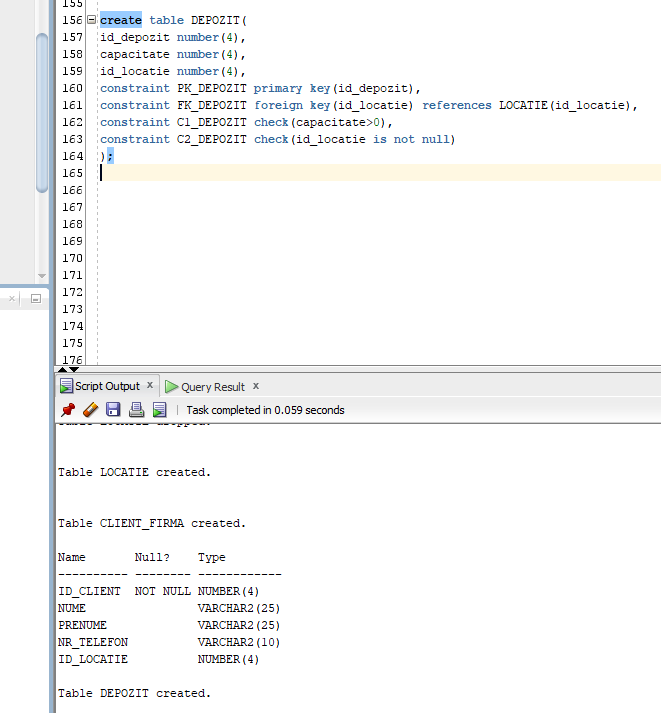 155
156 create table DEPOZIT(
157 id_depozit number(4),
158 capacitate number(4),
159 id_locatie number(4),
160 constraint PK_DEPOZIT primary key(id_depozit),
161 constraint FK_DEPOZIT foreign key(id_locatie) references LOCATIE(id_locatie),
162 constraint C1_DEPOZIT check(capacitate>0),
163 constraint C2_DEPOZIT check(id_locatie is not null)
164 );
165
166
167
168
169
170
171
172
173
174
175
176
Script Output x Query Result x
Task completed in 0.059 seconds
Table LOCATIE dropped.
Table LOCATIE created.
Table CLIENT_FIRMA created.
Name Null? Type
---------- -------- ------------
ID_CLIENT NOT NULL NUMBER(4)
NUME VARCHAR2(25)
PRENUME VARCHAR2(25)
NR_TELEFON VARCHAR2(10)
ID_LOCATIE NUMBER(4)
Table DEPOZIT created.